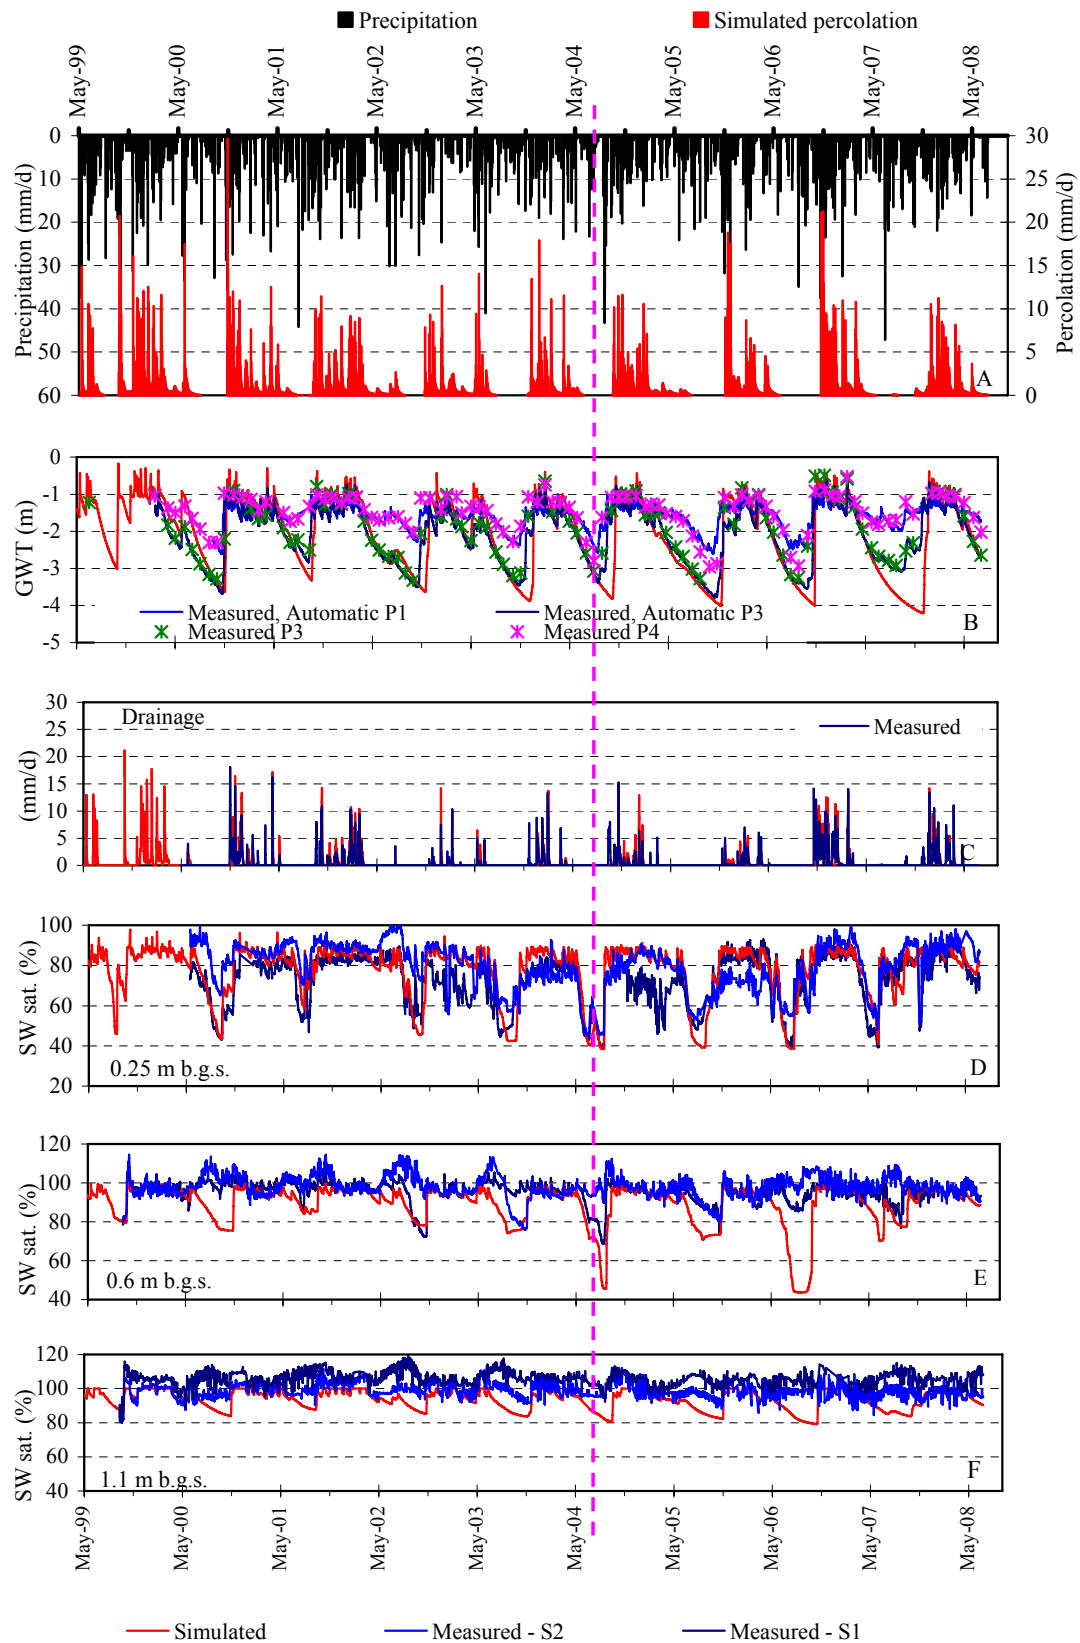 Precipitation Simulated percolation
May-99 May-00 May-01 May-02 May-03 May-04 May-05 May-06 May-07 May-08
Precipitation (mm/d)
0
10
20
30
40
50
60
30
25
20
15
10
5
0
Percolation (mm/d)
A
GWT (m)
0
-1
-2
-3
-4
-5
Measured, Automatic P1 Measured, Automatic P3
Measured P3 Measured P4
B
(mm/d)
30
25
20
15
10
5
0
Drainage
Measured
C
SW sat. (%)
100
80
60
40
20
0.25 m b.g.s.
D
SW sat. (%)
120
100
80
60
40
0.6 m b.g.s.
E
SW sat. (%)
120
100
80
60
40
1.1 m b.g.s.
F
May-99 May-00 May-01 May-02 May-03 May-04 May-05 May-06 May-07 May-08
Simulated Measured - S2 Measured - S1